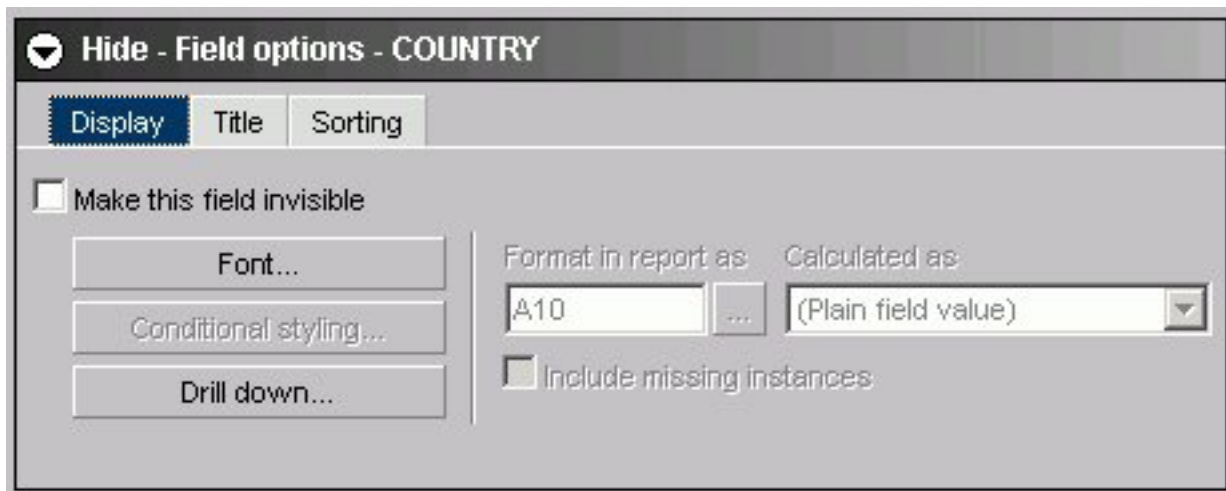 Hide - Field options - COUNTRY
Display Title Sorting
Make this field invisible
Font...
Conditional styling...
Drill down...
Format in report as Calculated as
A10 ... (Plain field value)
Include missing instances